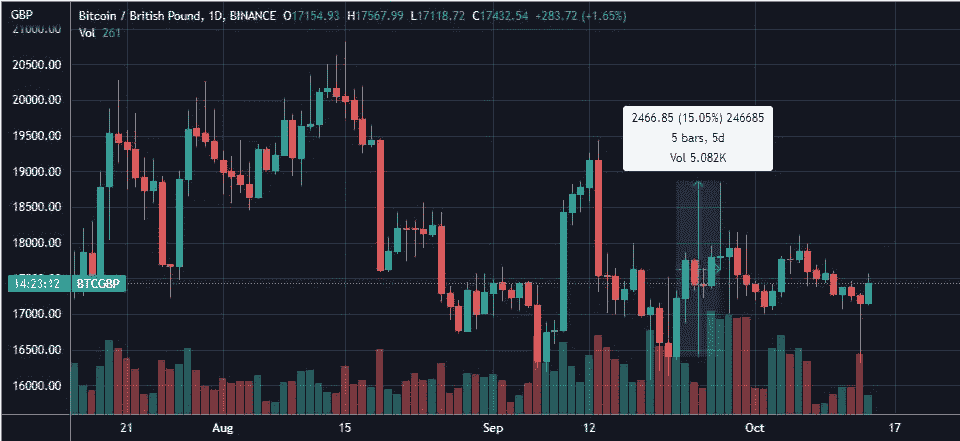 GBP
Bitcoin / British Pound, 1D, BINANCE O17154.93 H17567.99 L17118.72 C17432.54 +283.72 (+1.65%)
Vol 261
21000.00
20500.00
20000.00
19500.00
19000.00
18500.00
18000.00
14:23:12 BTCGBP
17000.00
16500.00
16000.00
2466.85 (15.05%) 246685
5 bars, 5d
Vol 5.082K
21 Aug 15 Sep 12 Oct 17